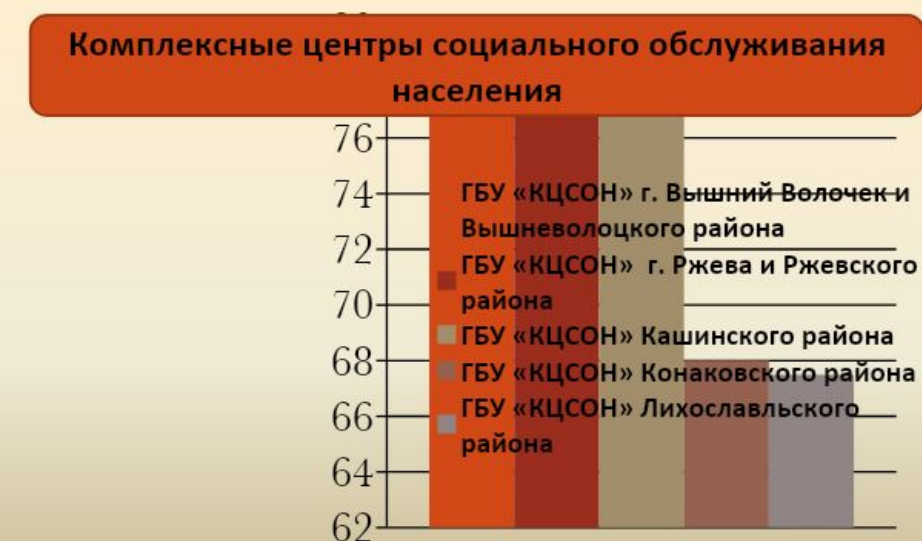 Комплексные центры социального обслуживания
населения
76
74
72
70
68
66
64
62
ГБУ «КЦСОН» г. Вышний Волочек и
Вышневолоцкого района
ГБУ «КЦСОН» г. Ржева и Ржевского
района
ГБУ «КЦСОН» Кашинского района
ГБУ «КЦСОН» Конаковского района
ГБУ «КЦСОН» Лихославльского
района